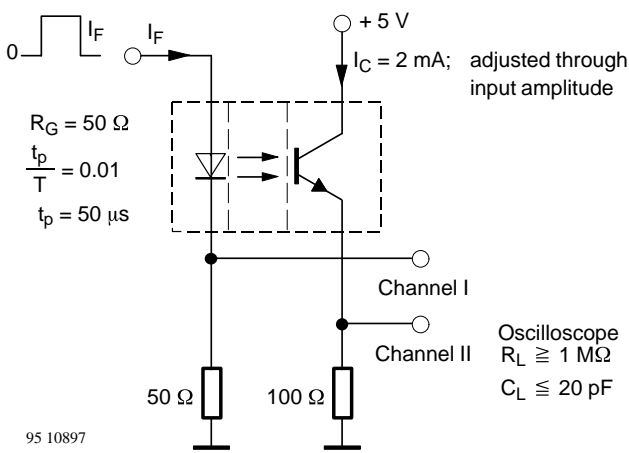 0
I_F
I_F
+ 5 V
I_C = 2 mA; adjusted through
input amplitude
R_G = 50 Ω
t_p
T
= 0.01
t_p = 50 μs
Channel I
Channel II
Oscilloscope
R_L ≧ 1 MΩ
C_L ≦ 20 pF
50 Ω
100 Ω
95 10897